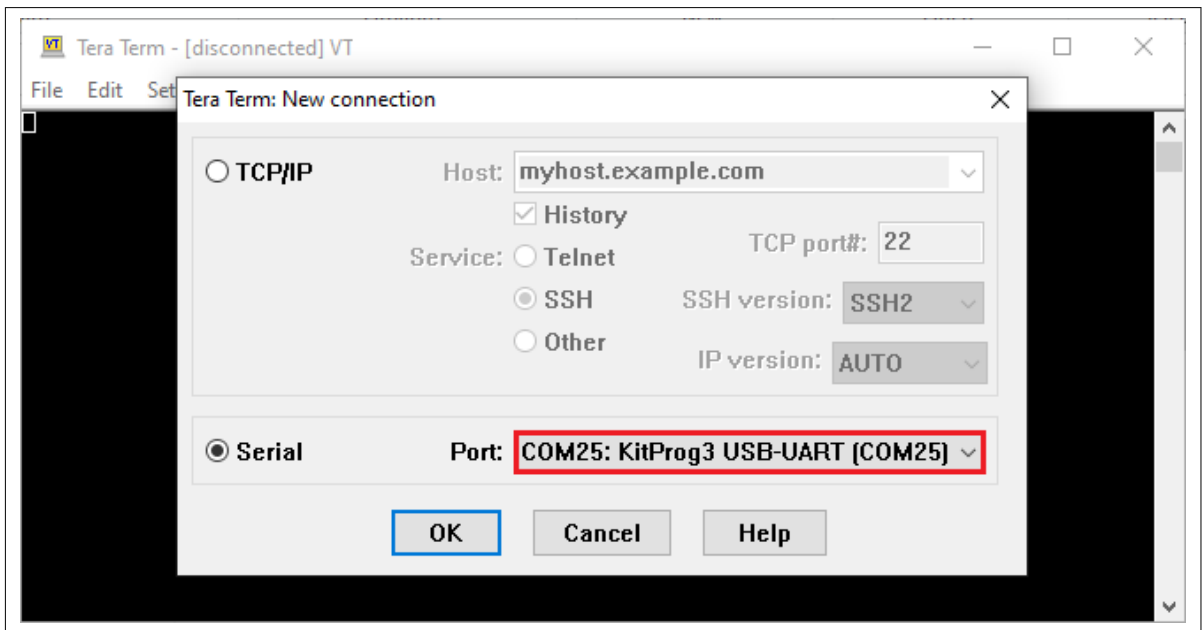 Tera Term - [disconnected] VT
File Edit Set
Tera Term: New connection
TCP/IP Host: myhost.example.com
History
Service: Telnet TCP port#: 22
SSH SSH version: SSH2
Other IP version: AUTO
Serial Port: COM25: KitProg3 USB-UART (COM25)
OK Cancel Help